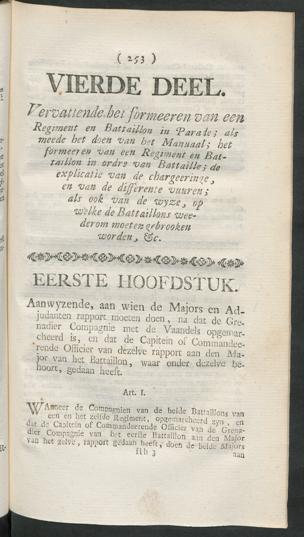 ( 253 )
VIERDE DEEL.
Vervattende het formeeren van een
Regiment en Battaillon in Parade; als
meede het doen van het Manuaal; het
formeeren van een Regiment en Bat-
taillon in ordre van Battaille; de
explicatie van de chargeeringe,
en van de differente vuuren;
als ook van de wyze, op
welke de Battaillons wee-
derom moeten gebrooken
worden, &c.
EERSTE HOOFDSTUK.
Aanwyzende, aan wien de Majors en Ad-
judanten rapport moeten doen, na dat de Gre-
nadier Compagnie met de Vaandels opgemar-
cheerd is, en dat de Capitein of Commandee-
rende Officier van dezelve rapport aan den Ma-
jor van het Battaillon, waar onder dezelve be-
hoort, gedaan heeft.
Art. I.
WAnneer de Compagnien van de beide Battaillons van
een en het zelfde Regiment, opgemarcheerd zyn, en
dat de Capitein of Commandeerende Officier van de Grena-
dier Compagnie van het eerste Battaillon aan den Major
van het zelve, rapport gedaan heeft, doen de beide Majors
Hh 3
aan